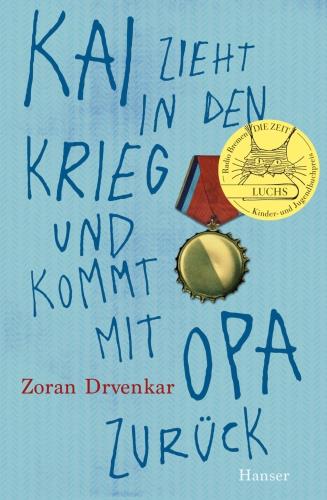 KAI ZIEHT
IN DEN
KRIEG
UND
KOMMT
MIT
OPA
ZURÜCK
Radio Bremen
DIE ZEIT
LUCHS
Kinder- und Jugendbuchpreis
Zoran Drvenkar
Hanser